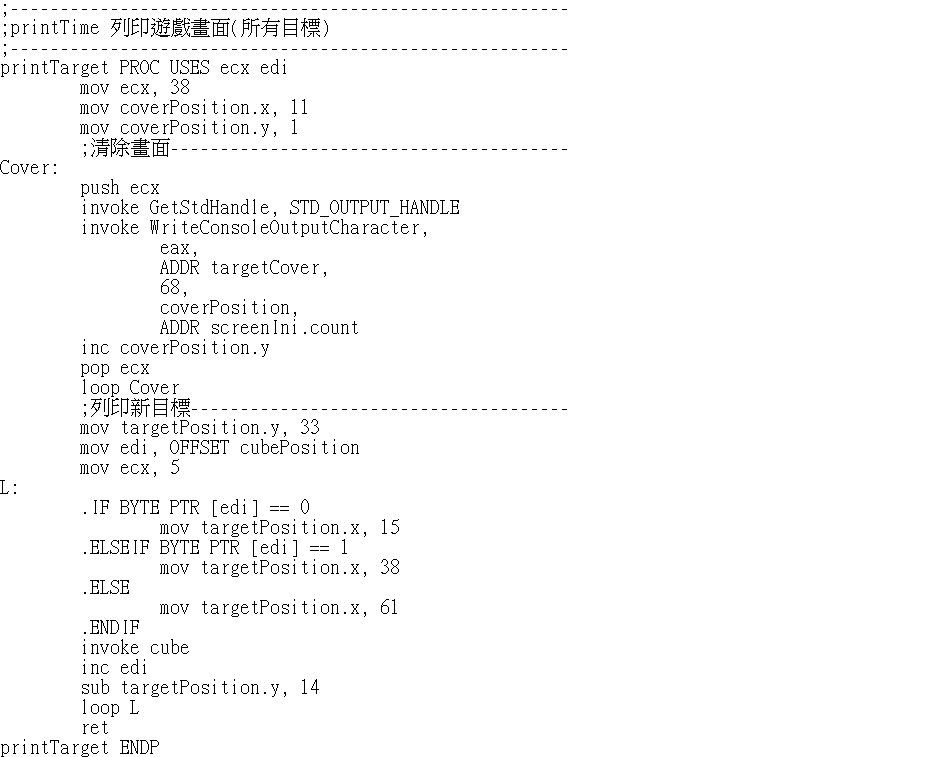 ;--------------------------------------------------------
;printTime 列印遊戲畫面(所有目標)
;--------------------------------------------------------
printTarget PROC USES ecx edi
        mov ecx, 38
        mov coverPosition.x, 11
        mov coverPosition.y, 1
        ;清除畫面----------------------------------------
Cover:
        push ecx
        invoke GetStdHandle, STD_OUTPUT_HANDLE
        invoke WriteConsoleOutputCharacter,
                eax,
                ADDR targetCover,
                68,
                coverPosition,
                ADDR screenIni.count
        inc coverPosition.y
        pop ecx
        loop Cover
        ;列印新目標--------------------------------------
        mov targetPosition.y, 33
        mov edi, OFFSET cubePosition
        mov ecx, 5
L:
        .IF BYTE PTR [edi] == 0
                mov targetPosition.x, 15
        .ELSEIF BYTE PTR [edi] == 1
                mov targetPosition.x, 38
        .ELSE
                mov targetPosition.x, 61
        .ENDIF
        invoke cube
        inc edi
        sub targetPosition.y, 14
        loop L
        ret
printTarget ENDP